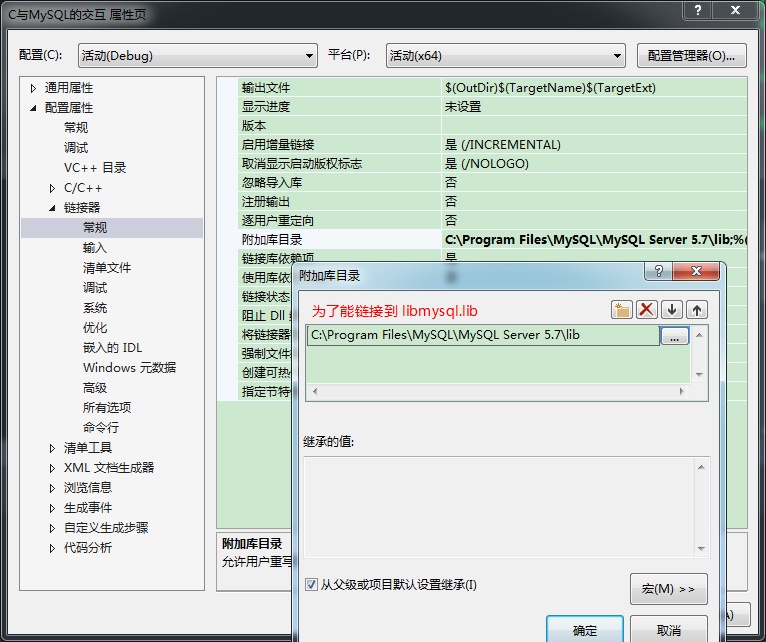 C与MySQL的交互 属性页
配置(C): 活动(Debug) 平台(P): 活动(x64) 配置管理器(O)...
通用属性
配置属性
常规
调试
VC++ 目录
C/C++
链接器
常规
输入
清单文件
调试
系统
优化
嵌入的 IDL
Windows 元数据
高级
所有选项
命令行
清单工具
XML 文档生成器
浏览信息
生成事件
自定义生成步骤
代码分析
输出文件 $(OutDir)$(TargetName)$(TargetExt)
显示进度 未设置
版本
启用增量链接 是 (/INCREMENTAL)
取消显示启动版权标志 是 (/NOLOGO)
忽略导入库 否
注册输出 否
逐用户重定向 否
附加库目录 C:\Program Files\MySQL\MySQL Server 5.7\lib;%(
链接库依赖项 是
使用库依
链接状态
阻止 Dll
将链接器
强制文件
创建可热
指定节特
附加库目录
允许用户重写
附加库目录
为了能链接到 libmysql.lib
C:\Program Files\MySQL\MySQL Server 5.7\lib
...
继承的值:
从父级或项目默认设置继承(I)
宏(M) >>
确定 取消